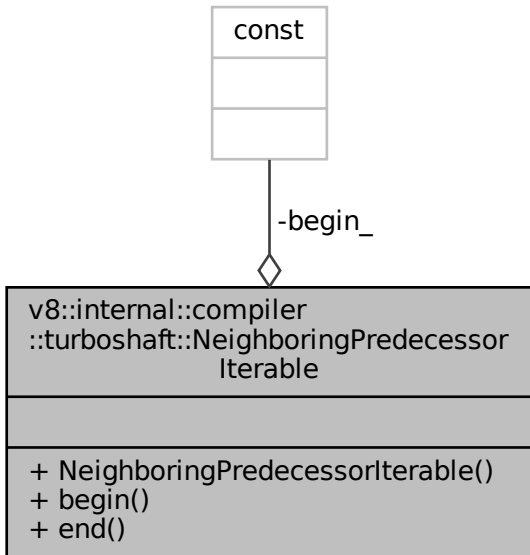 const
-begin_
v8::internal::compiler
::turboshaft::NeighboringPredecessor
Iterable
+ NeighboringPredecessorIterable()
+ begin()
+ end()